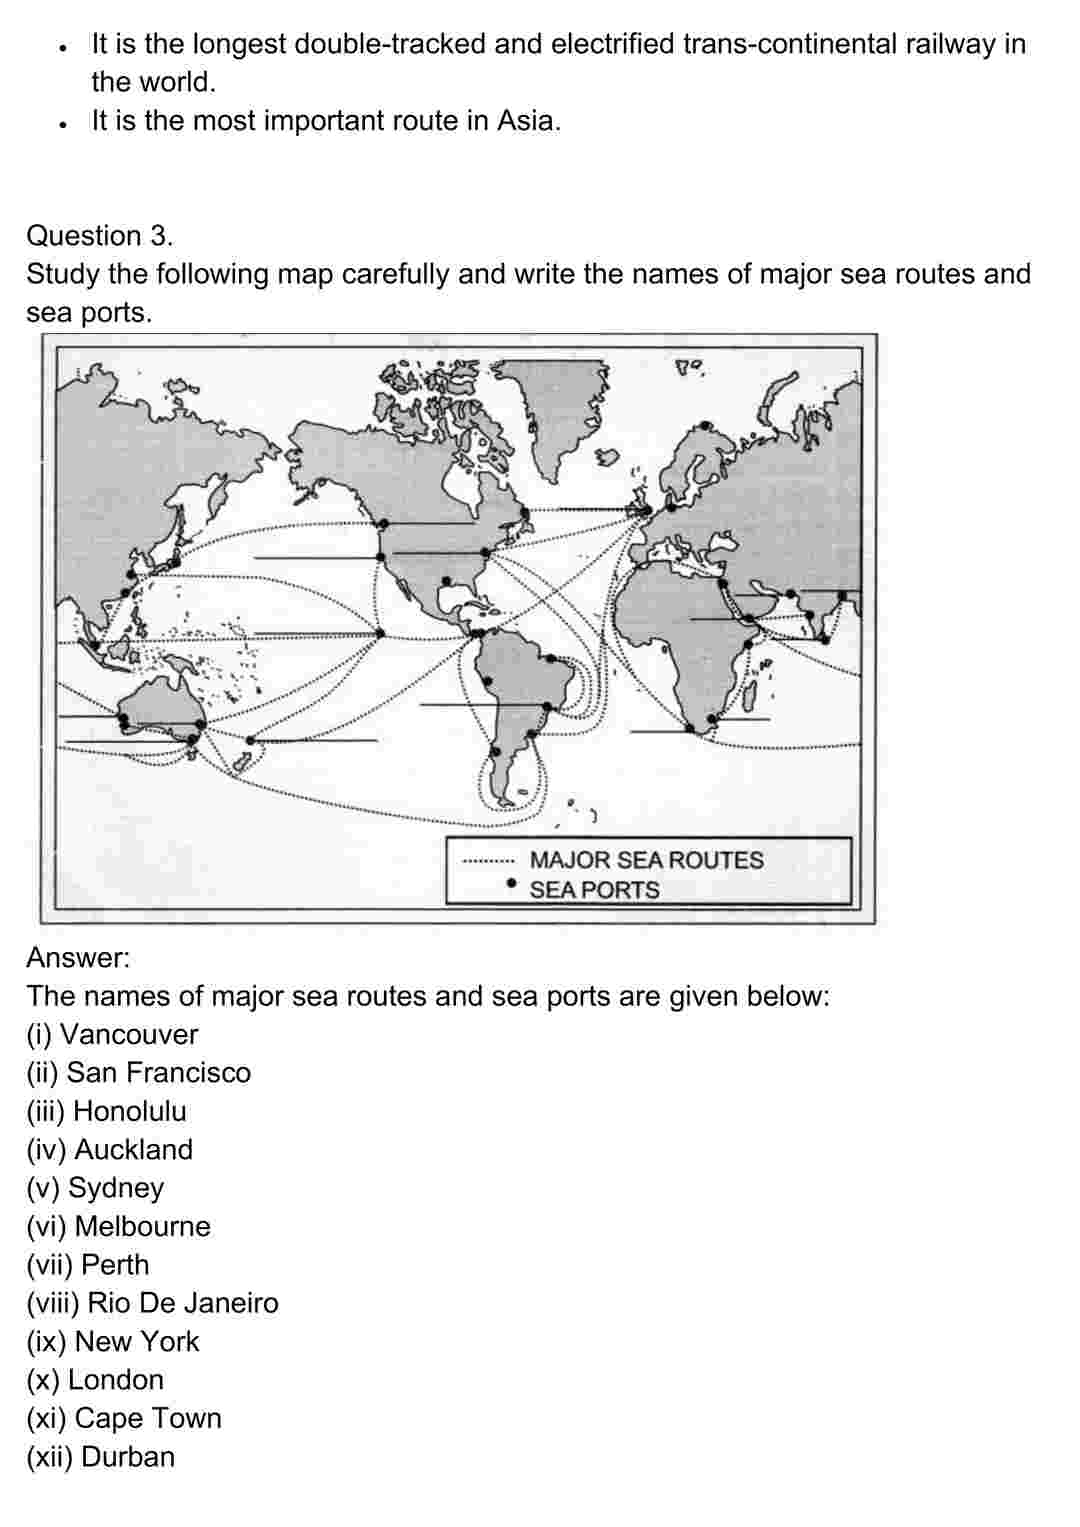 • It is the longest double-tracked and electrified trans-continental railway in
the world.
• It is the most important route in Asia.
Question 3.
Study the following map carefully and write the names of major sea routes and
sea ports.
MAJOR SEA ROUTES
SEA PORTS
Answer:
The names of major sea routes and sea ports are given below:
(i) Vancouver
(ii) San Francisco
(iii) Honolulu
(iv) Auckland
(v) Sydney
(vi) Melbourne
(vii) Perth
(viii) Rio De Janeiro
(ix) New York
(x) London
(xi) Cape Town
(xii) Durban